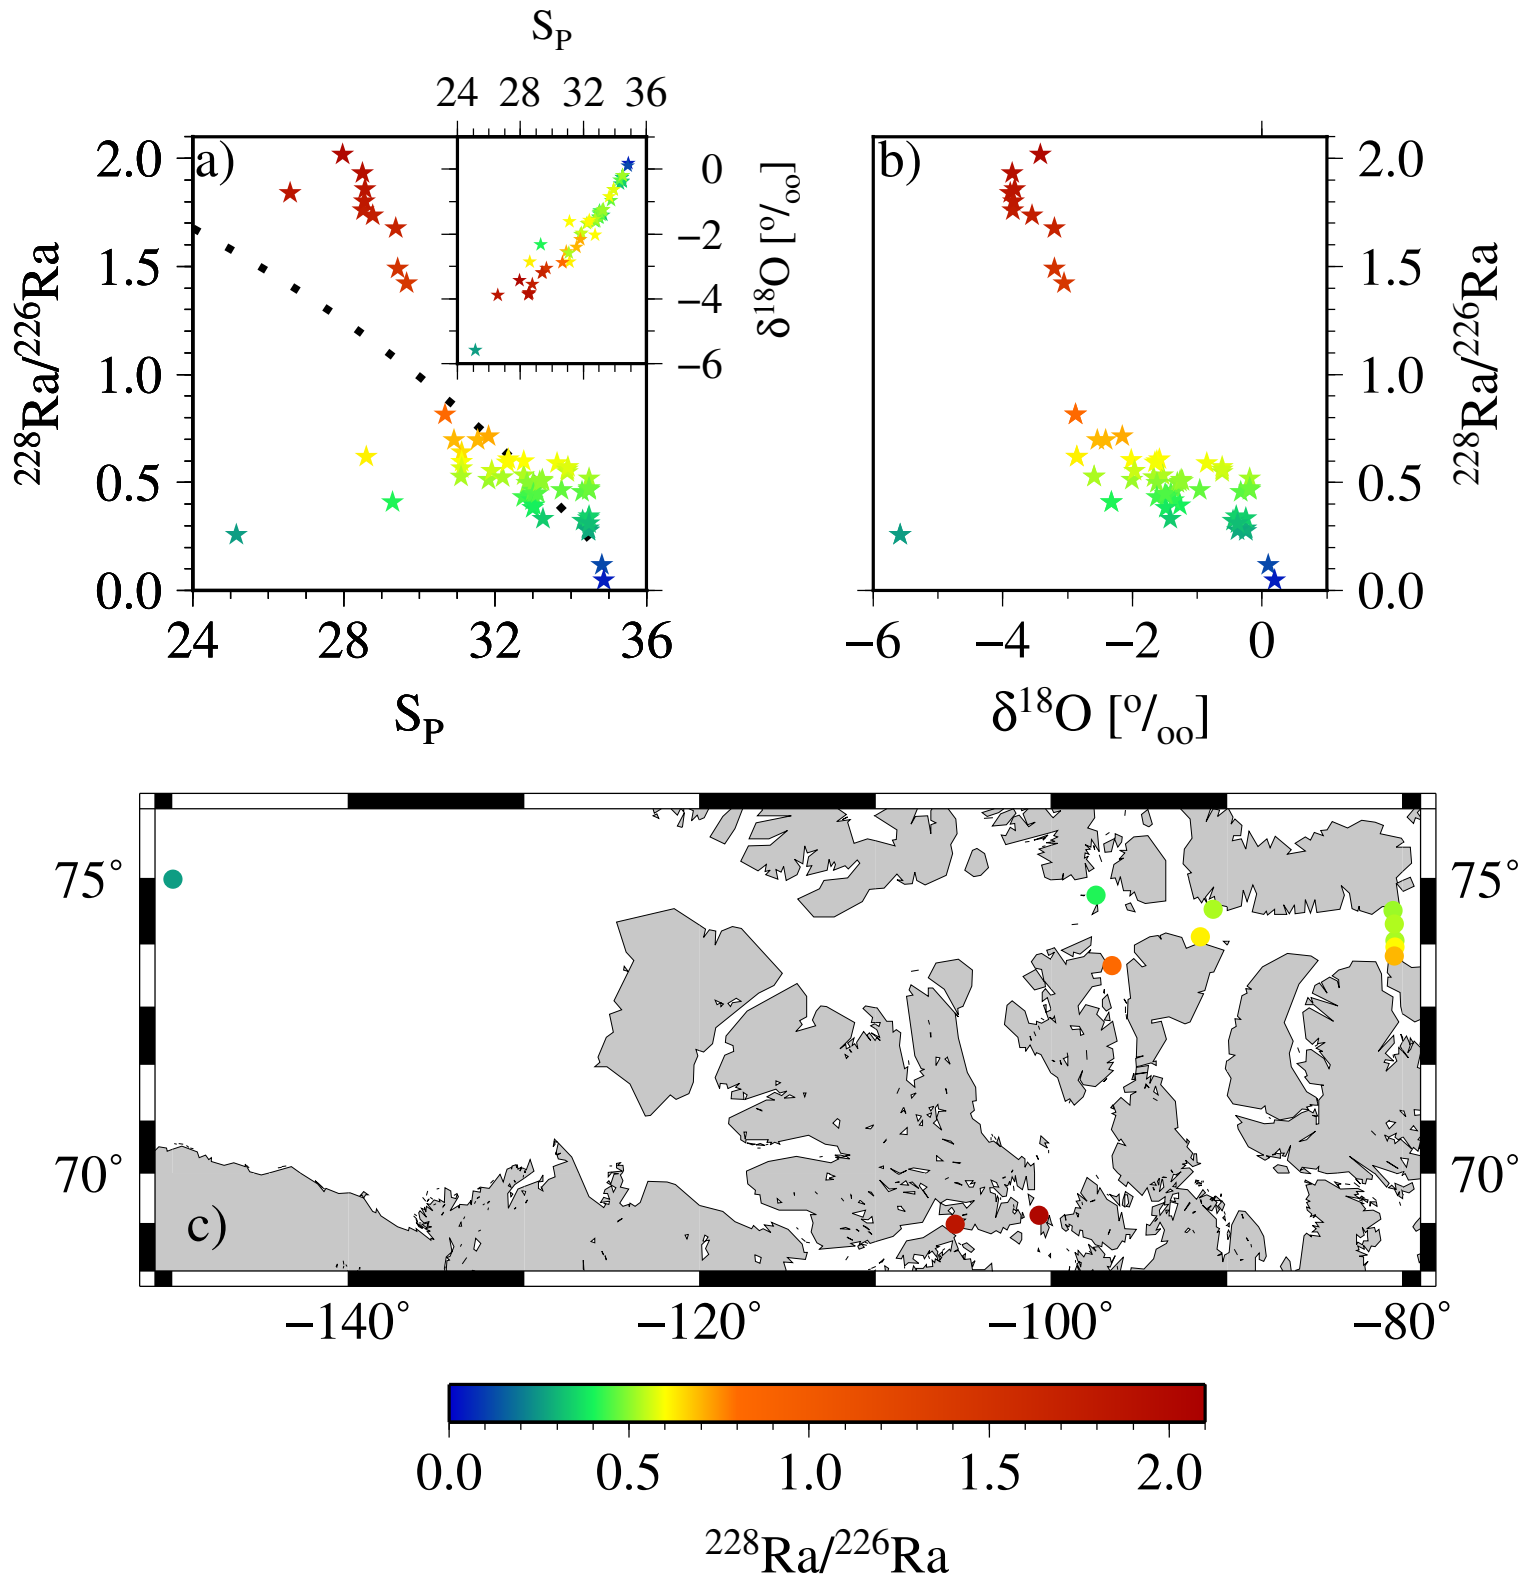 S_P
24 28 32 36
2.0
1.5
1.0
0.5
0.0
²²⁸Ra/²²⁶Ra
a)
0
−2
−4
−6
δ¹⁸O [º/ₒₒ]
24 28 32 36
S_P
b)
2.0
1.5
1.0
0.5
0.0
²²⁸Ra/²²⁶Ra
−6 −4 −2 0
δ¹⁸O [º/ₒₒ]
75° 75°
70° 70°
c)
−140° −120° −100° −80°
0.0 0.5 1.0 1.5 2.0
²²⁸Ra/²²⁶Ra